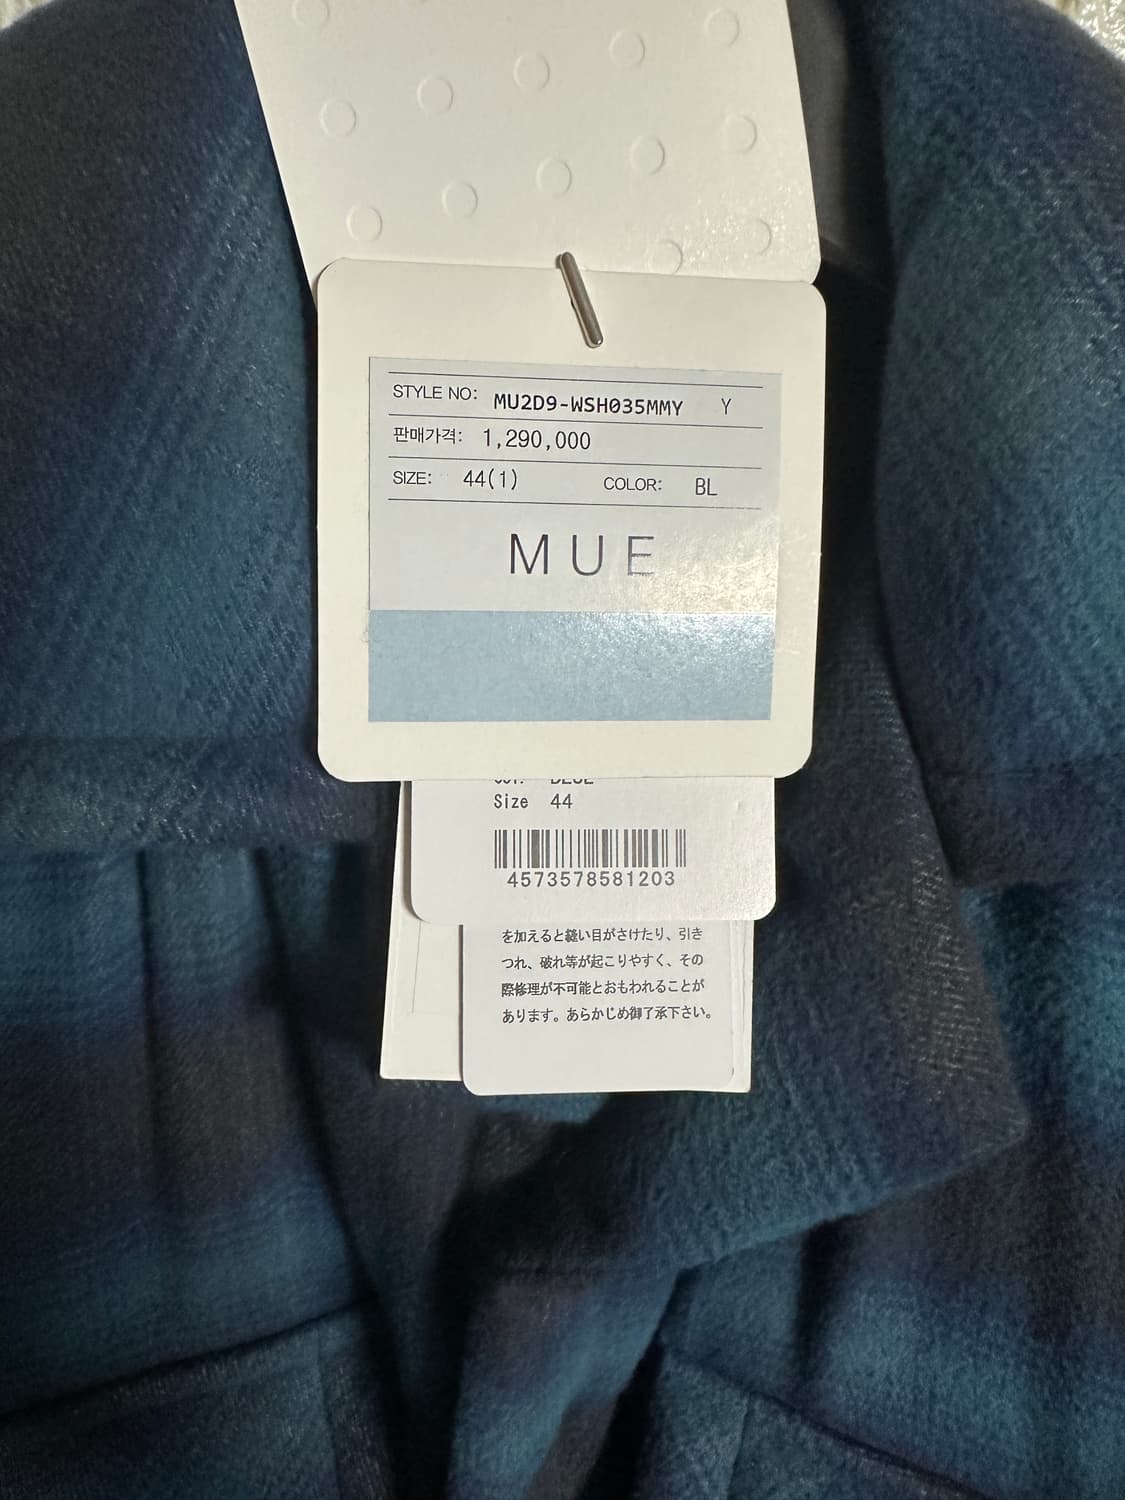 STYLE NO: MU2D9-WSH035MMY Y
판매가격: 1,290,000
SIZE: 44(1) COLOR: BL
MUE
Size 44
4573578581203
を加えると縫い目がさけたり、引き
つれ、破れ等が起こりやすく、その
際修理が不可能とおもわれることが
あります。あらかじめ御了承下さい。